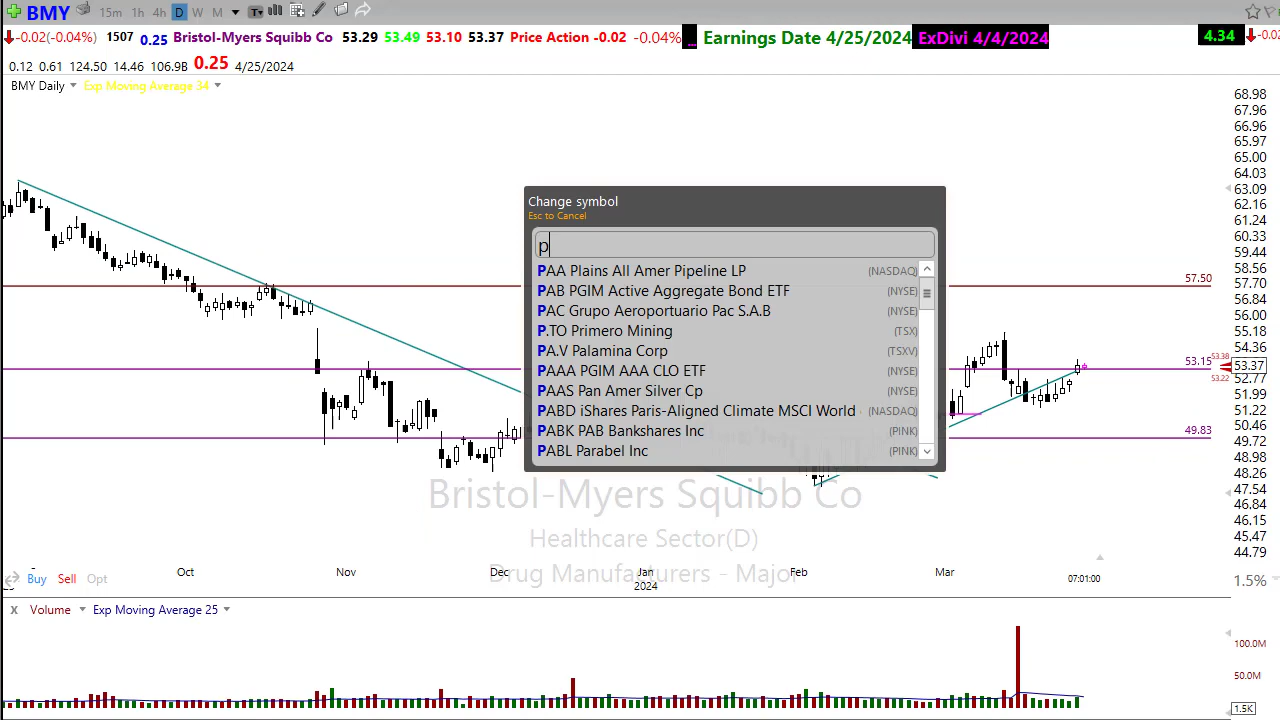 BMY 15m 1h 4h D W M T
-0.02(-0.04%) 1507 0.25 Bristol-Myers Squibb Co 53.29 53.49 53.10 53.37 Price Action -0.02 -0.04% ... Earnings Date 4/25/2024 ExDivi 4/4/2024 4.34 -0.02
0.12 0.61 124.50 14.46 106.9B 0.25 4/25/2024
BMY Daily Exp Moving Average 34
68.98
67.96
66.96
65.97
65.00
64.03
63.09
62.16
61.24
60.33
59.44
58.56
57.70
56.84
56.00
55.18
54.36
53.37
52.77
51.99
51.22
50.46
49.72
48.98
48.26
47.54
46.84
46.15
45.47
44.79
57.50
53.15
53.38
53.22
49.83
Change symbol
Esc to Cancel
p
PAA Plains All Amer Pipeline LP (NASDAQ)
PAB PGIM Active Aggregate Bond ETF (NYSE)
PAC Grupo Aeroportuario Pac S.A.B (NYSE)
P.TO Primero Mining (TSX)
PA.V Palamina Corp (TSXV)
PAAA PGIM AAA CLO ETF (NYSE)
PAAS Pan Amer Silver Cp (NYSE)
PABD iShares Paris-Aligned Climate MSCI World (NASDAQ)
PABK PAB Bankshares Inc (PINK)
PABL Parabel Inc (PINK)
Bristol-Myers Squibb Co
Healthcare Sector(D)
Drug Manufacturers - Major
Oct Nov Dec Jan Feb Mar
2024 07:01:00
Buy Sell Opt
1.5%
X Volume Exp Moving Average 25
100.0M
50.0M
1.5K